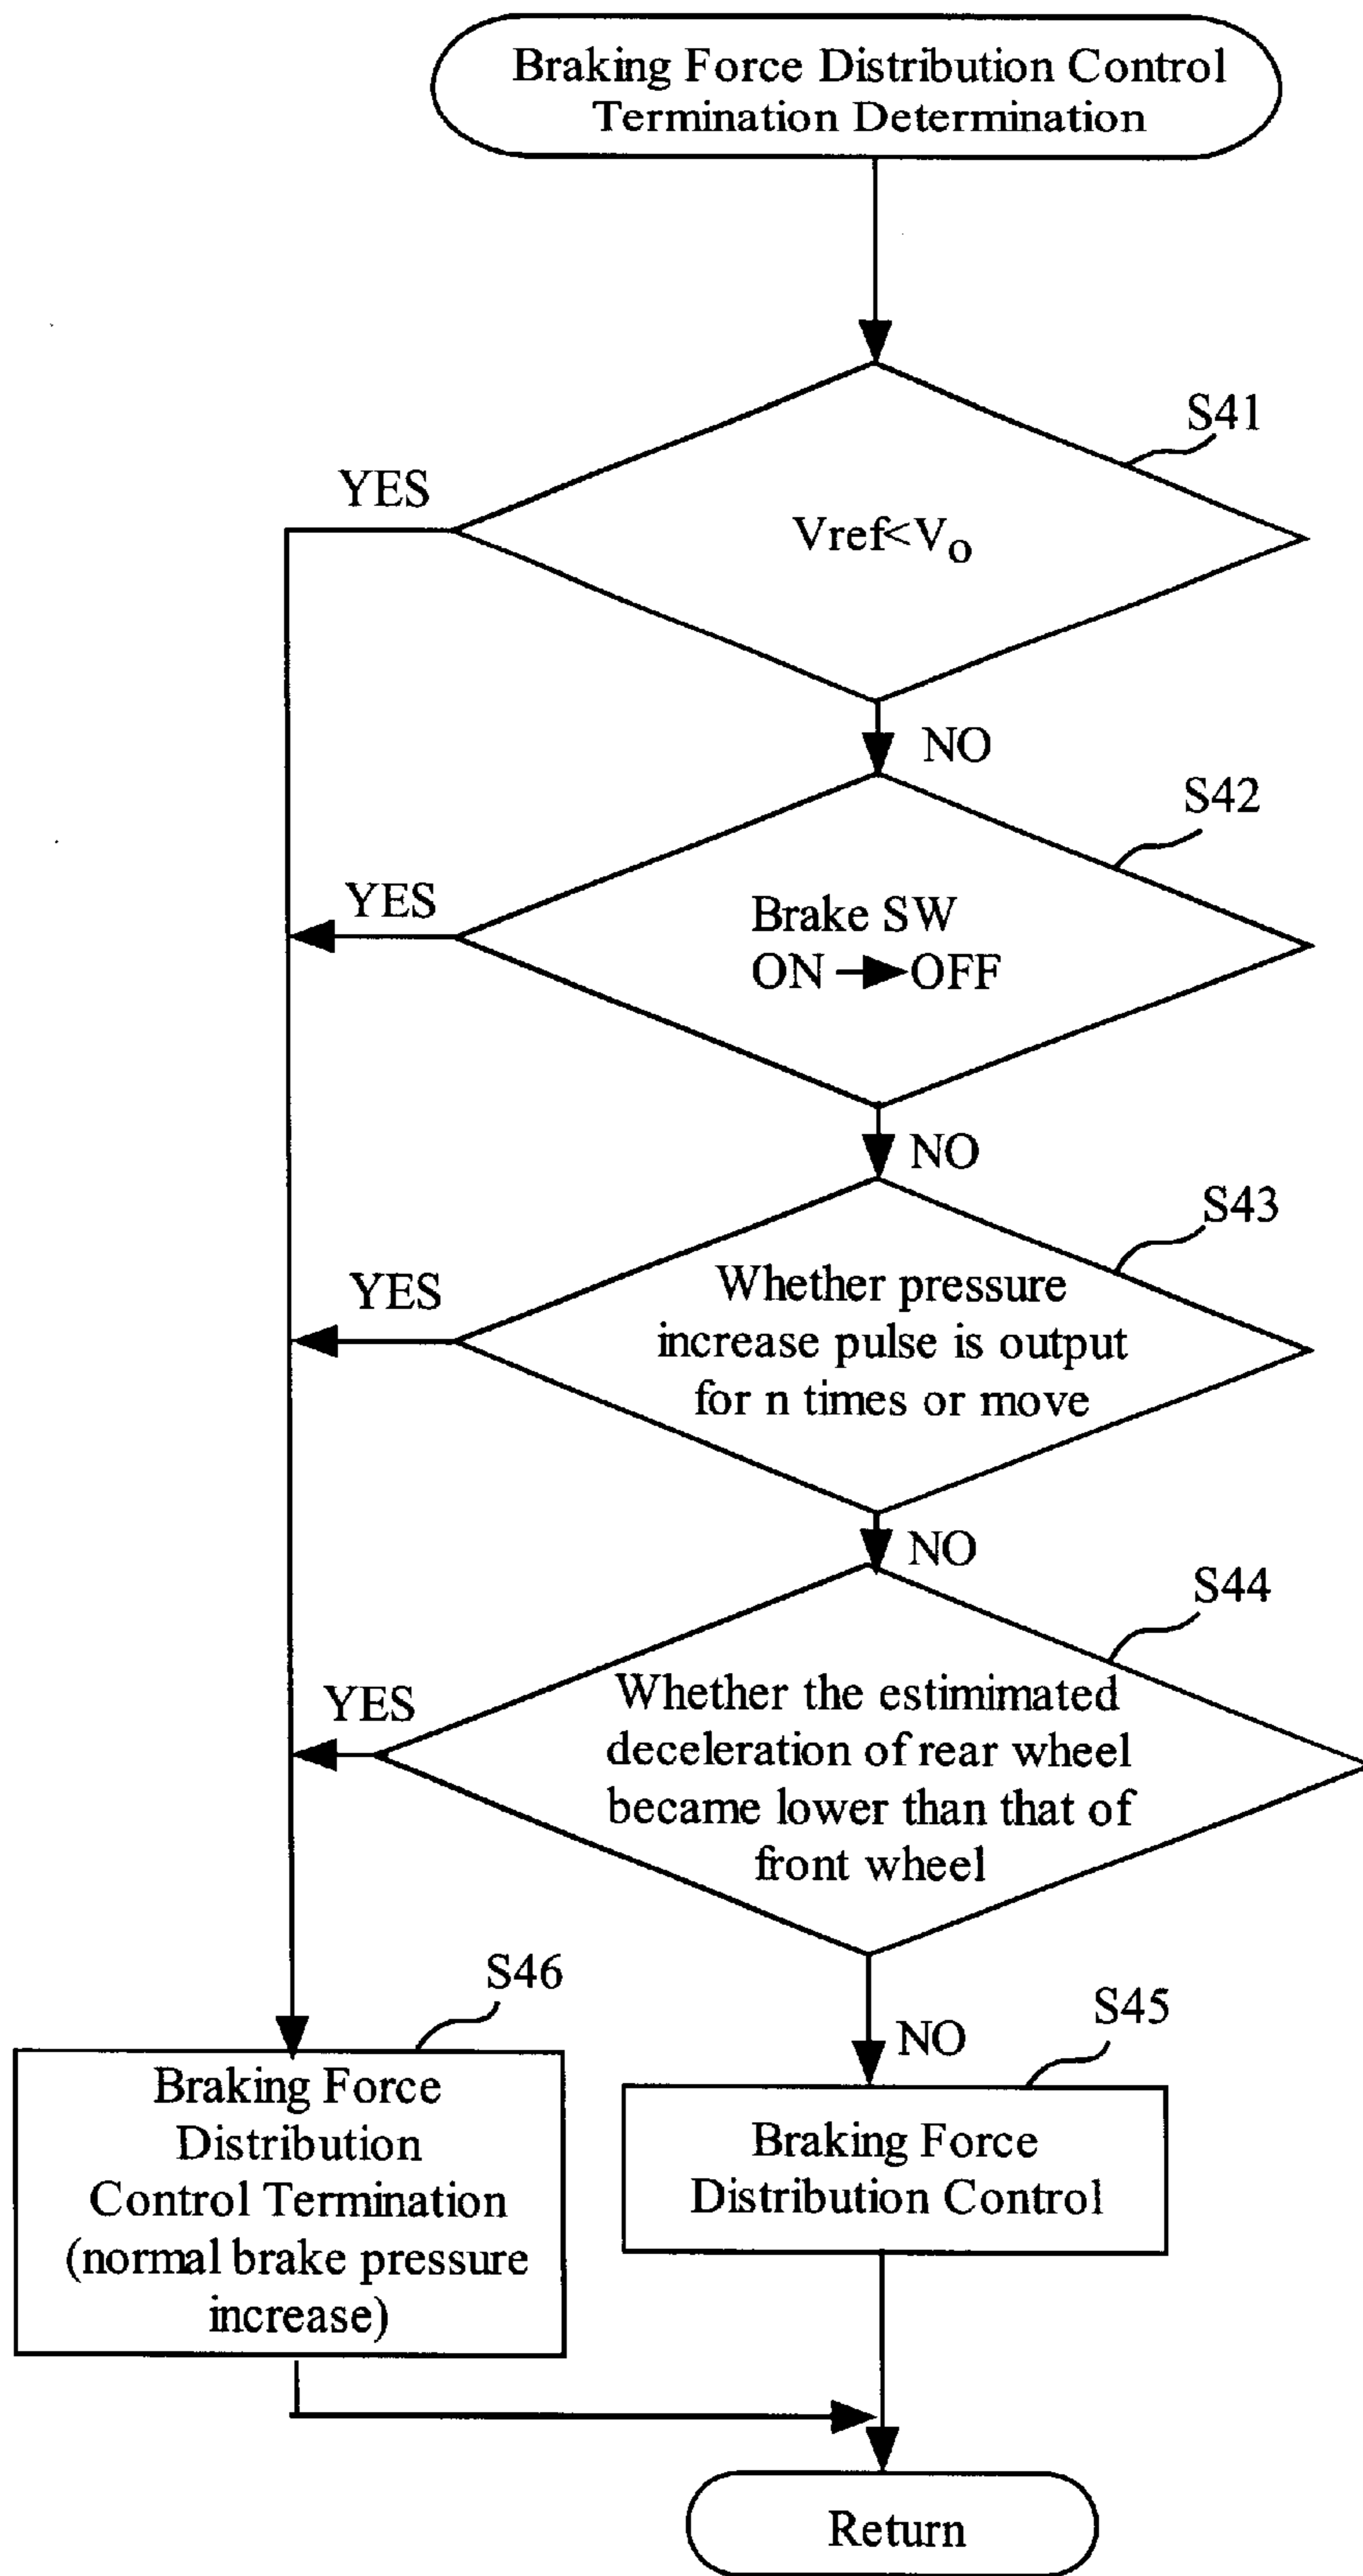 Braking Force Distribution Control
Termination Determination
S41
YES
Vref<Vo
NO
S42
YES
Brake SW
ON → OFF
NO
S43
YES
Whether pressure
increase pulse is output
for n times or move
NO
S44
YES
Whether the estimimated
deceleration of rear wheel
became lower than that of
front wheel
NO
S46
S45
Braking Force
Distribution
Control Termination
(normal brake pressure
increase)
Braking Force
Distribution Control
Return